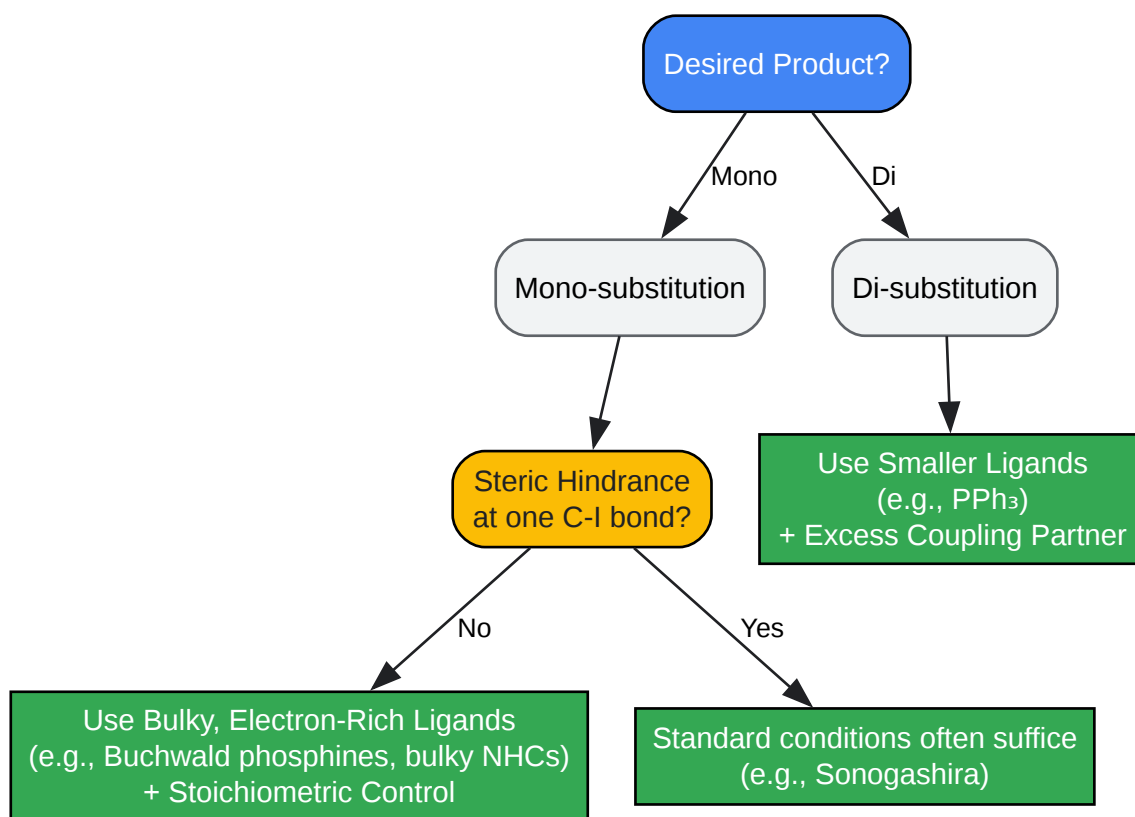 Desired Product?
Mono
Di
Mono-substitution
Di-substitution
Steric Hindrance
at one C-I bond?
Use Smaller Ligands
(e.g., PPh₃)
+ Excess Coupling Partner
No
Yes
Use Bulky, Electron-Rich Ligands
(e.g., Buchwald phosphines, bulky NHCs)
+ Stoichiometric Control
Standard conditions often suffice
(e.g., Sonogashira)